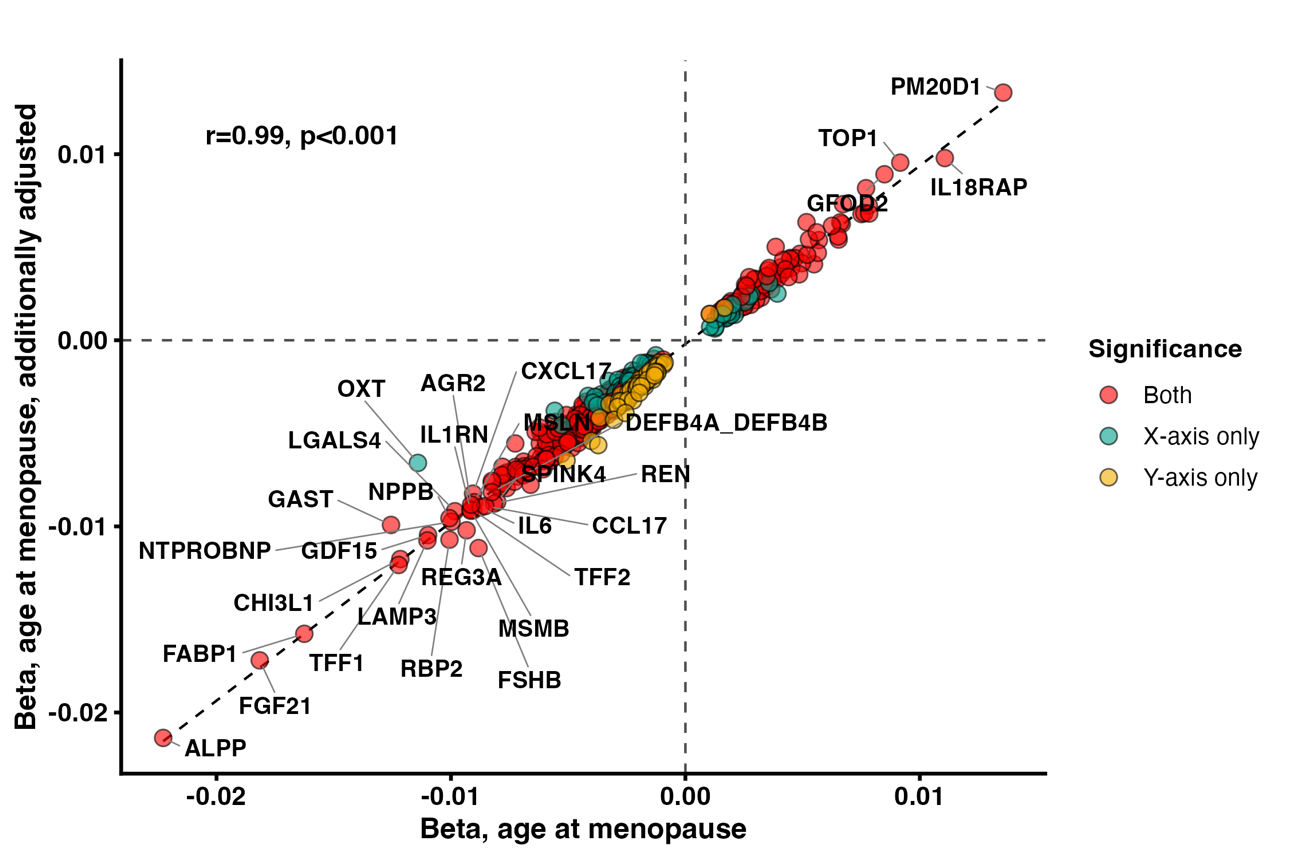 PM20D1
r=0.99, p<0.001
TOP1
0.01
IL18RAP
GFOD2
0.00
Significance
CXCL17
OXT
AGR2
Both
MSLN
DEFB4A_DEFB4B
LGALS4
IL1RN
X-axis only
SPINK4
REN
Y-axis only
NPPB
GAST
-0.01
IL6
CCL17
NTPROBNP
GDF15
REG3A
TFF2
CHI3L1
LAMP3
MSMB
FABP1
TFF1
RBP2
FSHB
FGF21
-0.02
ALPP
-0.02
-0.01
0.00
0.01
Beta, age at menopause
Beta, age at menopause, additionally adjusted